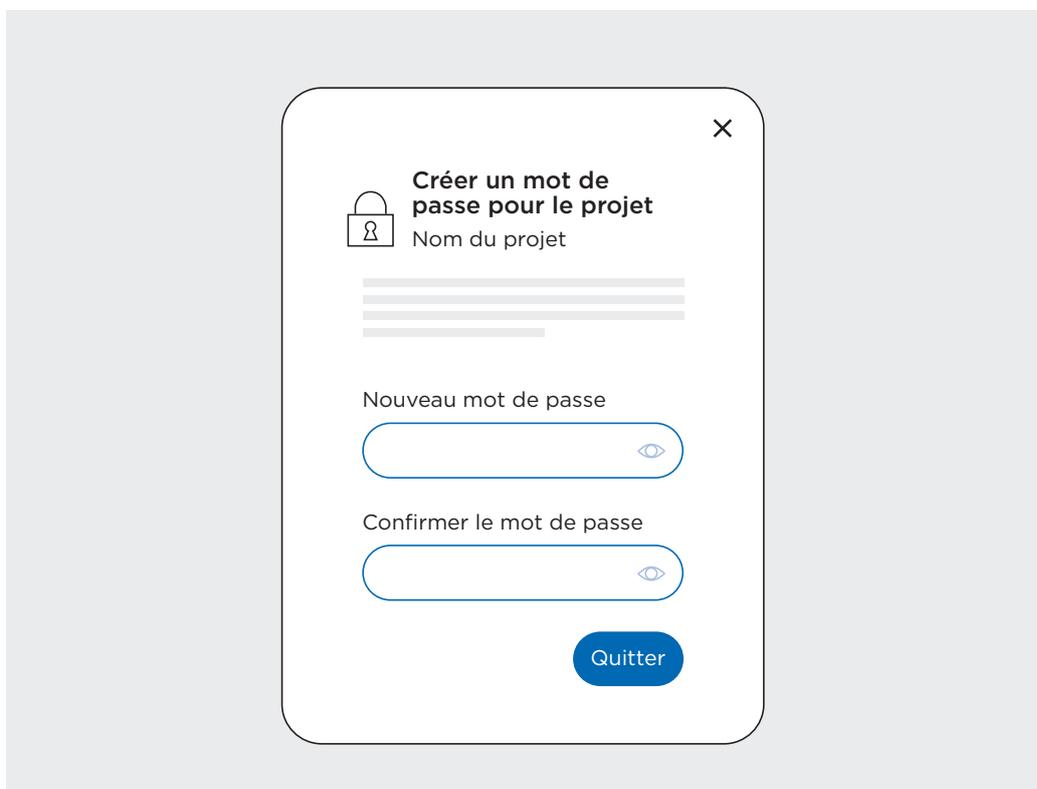 Créer un mot de
passe pour le projet
Nom du projet
Nouveau mot de passe
Confirmer le mot de passe
Quitter